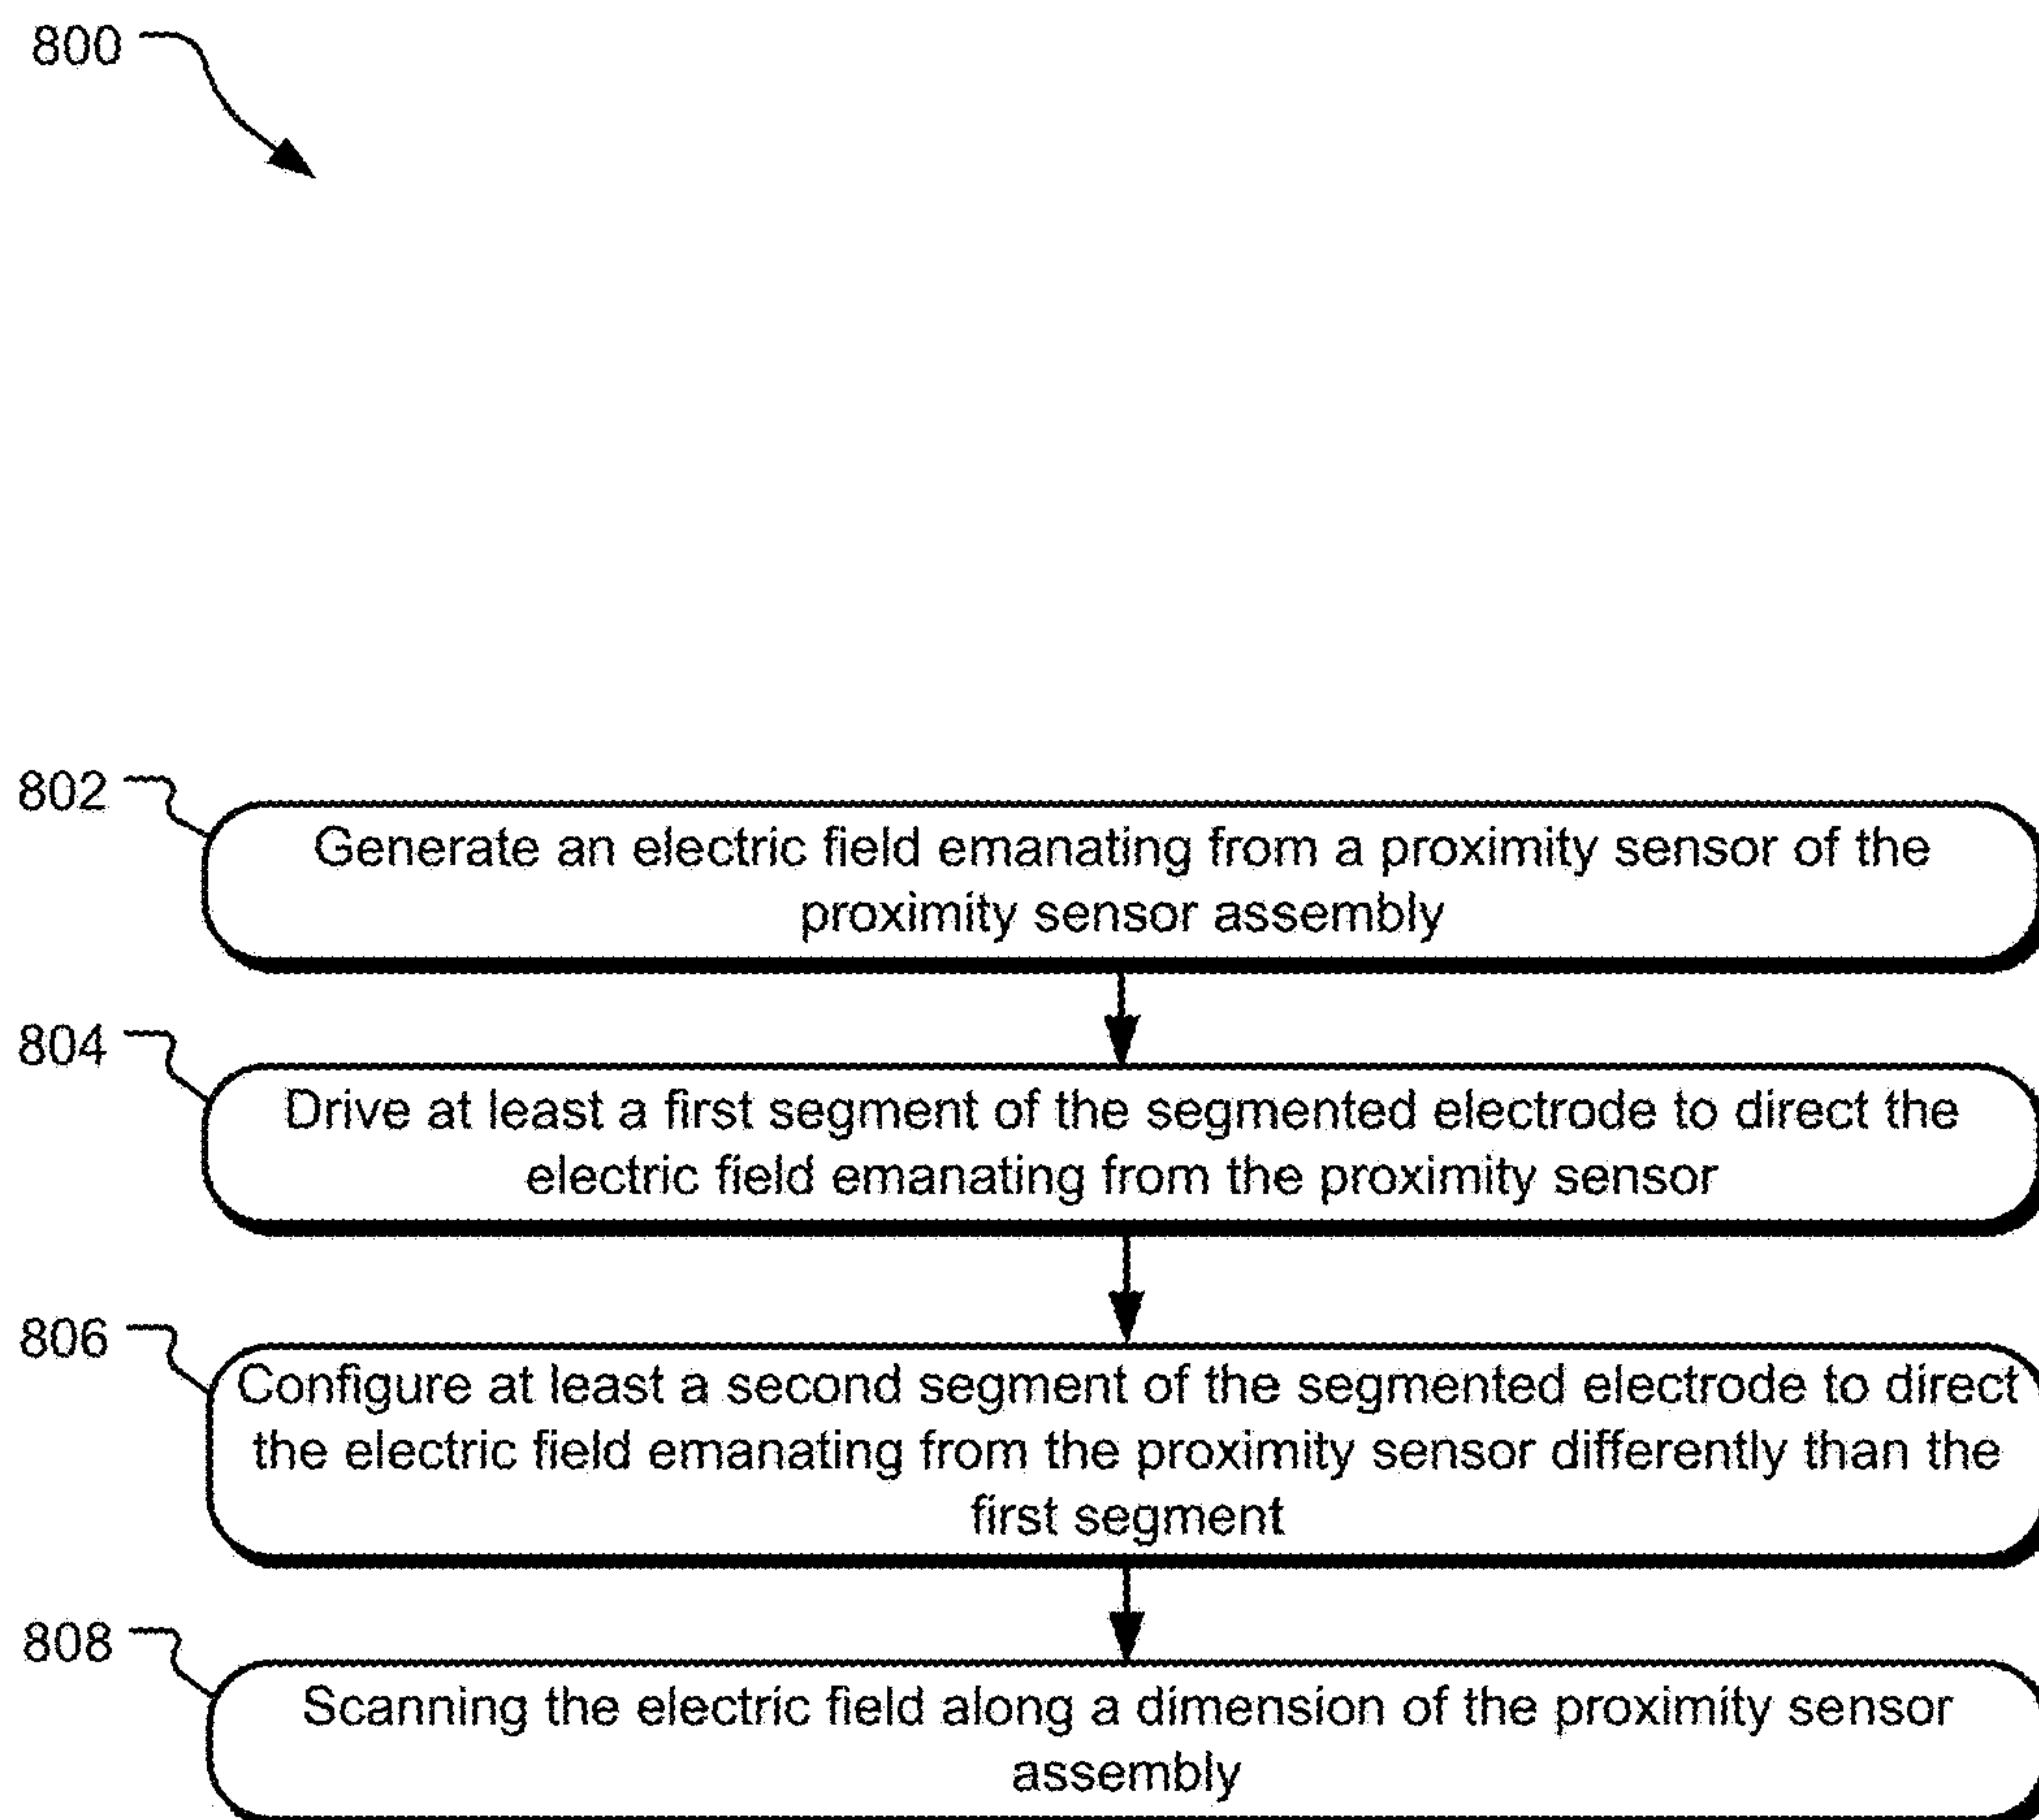 800
802
Generate an electric field emanating from a proximity sensor of the
proximity sensor assembly
804
Drive at least a first segment of the segmented electrode to direct the
electric field emanating from the proximity sensor
806
Configure at least a second segment of the segmented electrode to direct
the electric field emanating from the proximity sensor differently than the
first segment
808
Scanning the electric field along a dimension of the proximity sensor
assembly